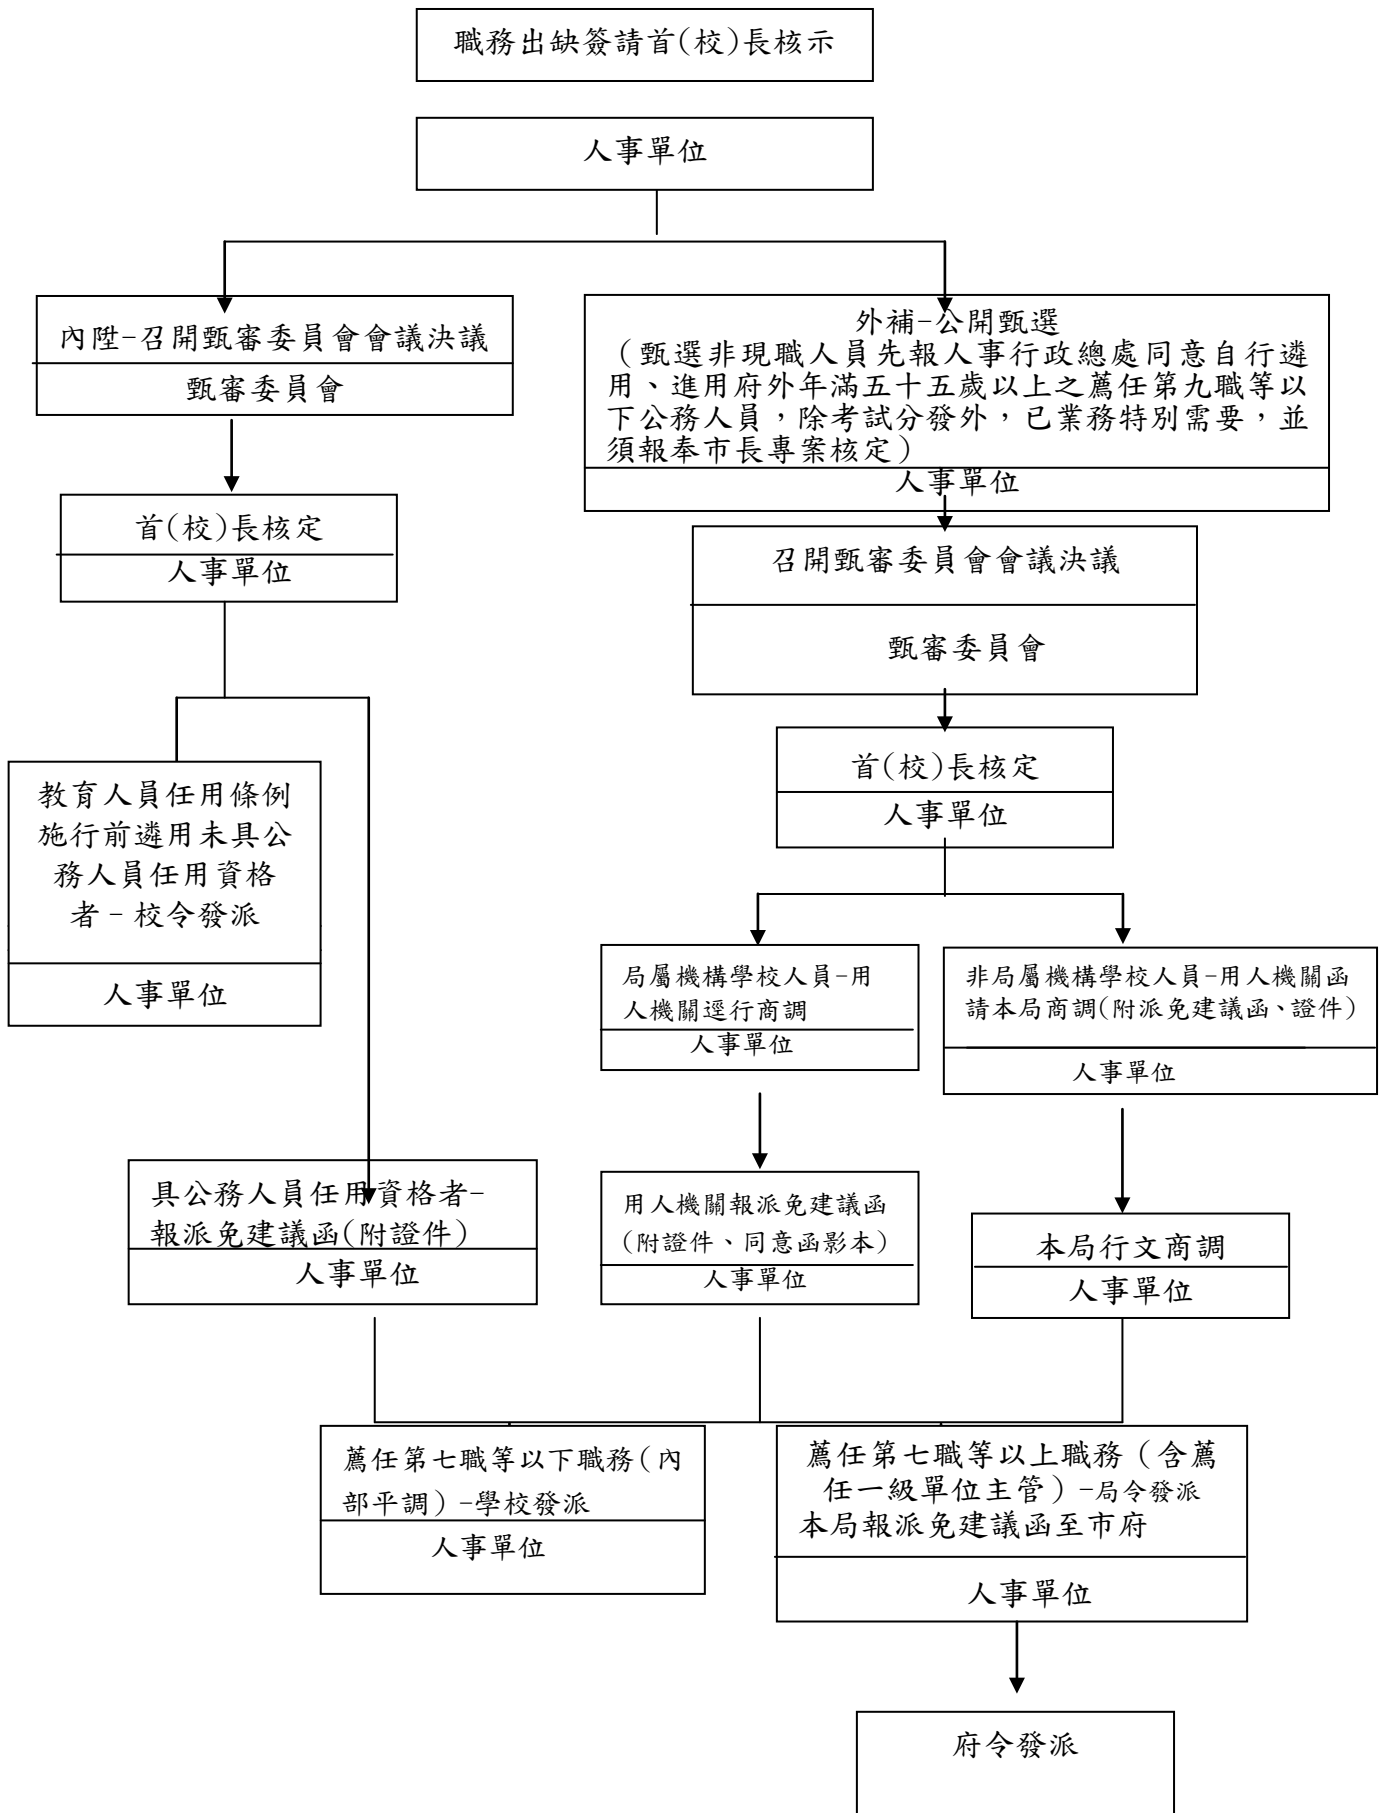 職務出缺簽請首(校)長核示
人事單位
內陞-召開甄審委員會會議決議
甄審委員會
外補-公開甄選
（甄選非現職人員先報人事行政總處同意自行遴
用、進用府外年滿五十五歲以上之薦任第九職等以
下公務人員，除考試分發外，已業務特別需要，並
須報奉市長專案核定）
人事單位
首(校)長核定
人事單位
召開甄審委員會會議決議
甄審委員會
首(校)長核定
人事單位
教育人員任用條例
施行前遴用未具公
務人員任用資格
者－校令發派
人事單位
局屬機構學校人員-用
人機關逕行商調
人事單位
非局屬機構學校人員-用人機關函
請本局商調(附派免建議函、證件)
人事單位
具公務人員任用資格者-
報派免建議函(附證件)
人事單位
用人機關報派免建議函
(附證件、同意函影本)
人事單位
本局行文商調
人事單位
薦任第七職等以下職務(內
部平調)-學校發派
人事單位
薦任第七職等以上職務（含薦
任一級單位主管）-局令發派
本局報派免建議函至市府
人事單位
府令發派